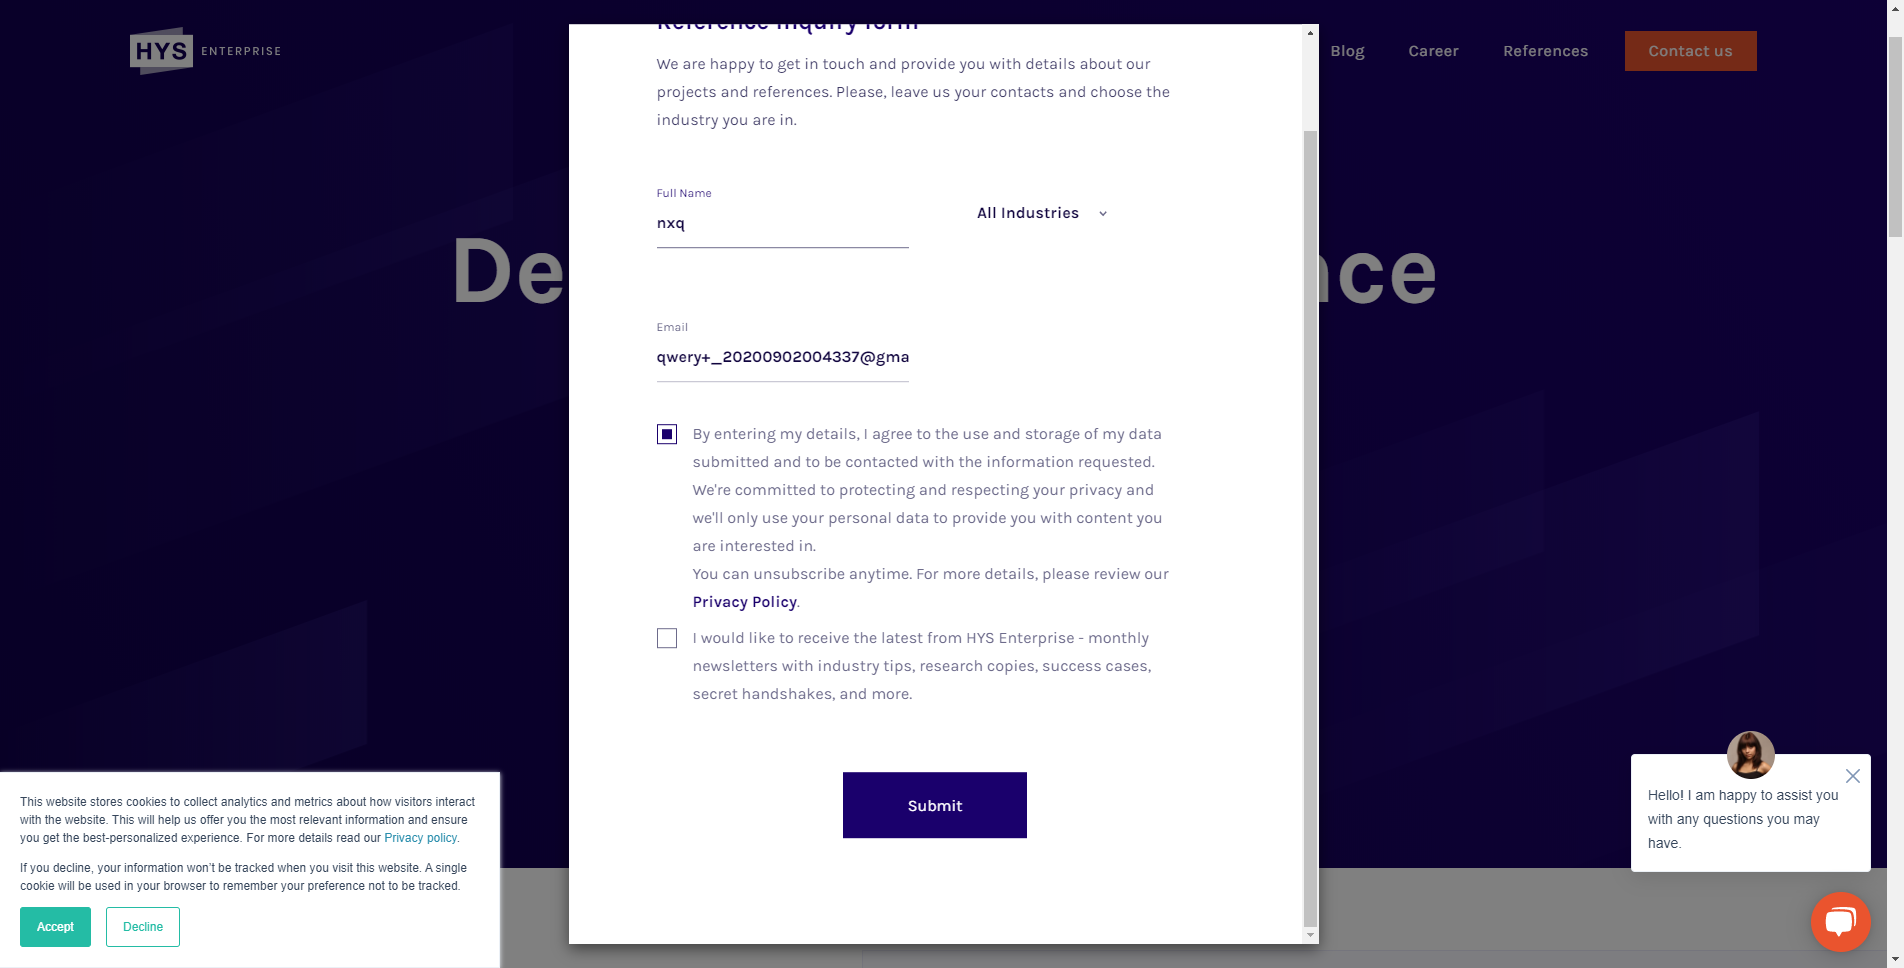 HYS ENTERPRISE
Blog
Career
References
Contact us
Reference inquiry form
We are happy to get in touch and provide you with details about our
projects and references. Please, leave us your contacts and choose the
industry you are in.
Full Name
nxq
All Industries
De
nce
Email
qwery+_20200902004337@gma
By entering my details, I agree to the use and storage of my data
submitted and to be contacted with the information requested.
We're committed to protecting and respecting your privacy and
we'll only use your personal data to provide you with content you
are interested in.
You can unsubscribe anytime. For more details, please review our
Privacy Policy.
I would like to receive the latest from HYS Enterprise - monthly
newsletters with industry tips, research copies, success cases,
secret handshakes, and more.
Submit
This website stores cookies to collect analytics and metrics about how visitors interact
with the website. This will help us offer you the most relevant information and ensure
you get the best-personalized experience. For more details read our Privacy policy.
If you decline, your information won't be tracked when you visit this website. A single
cookie will be used in your browser to remember your preference not to be tracked.
Accept
Decline
Hello! I am happy to assist you
with any questions you may
have.